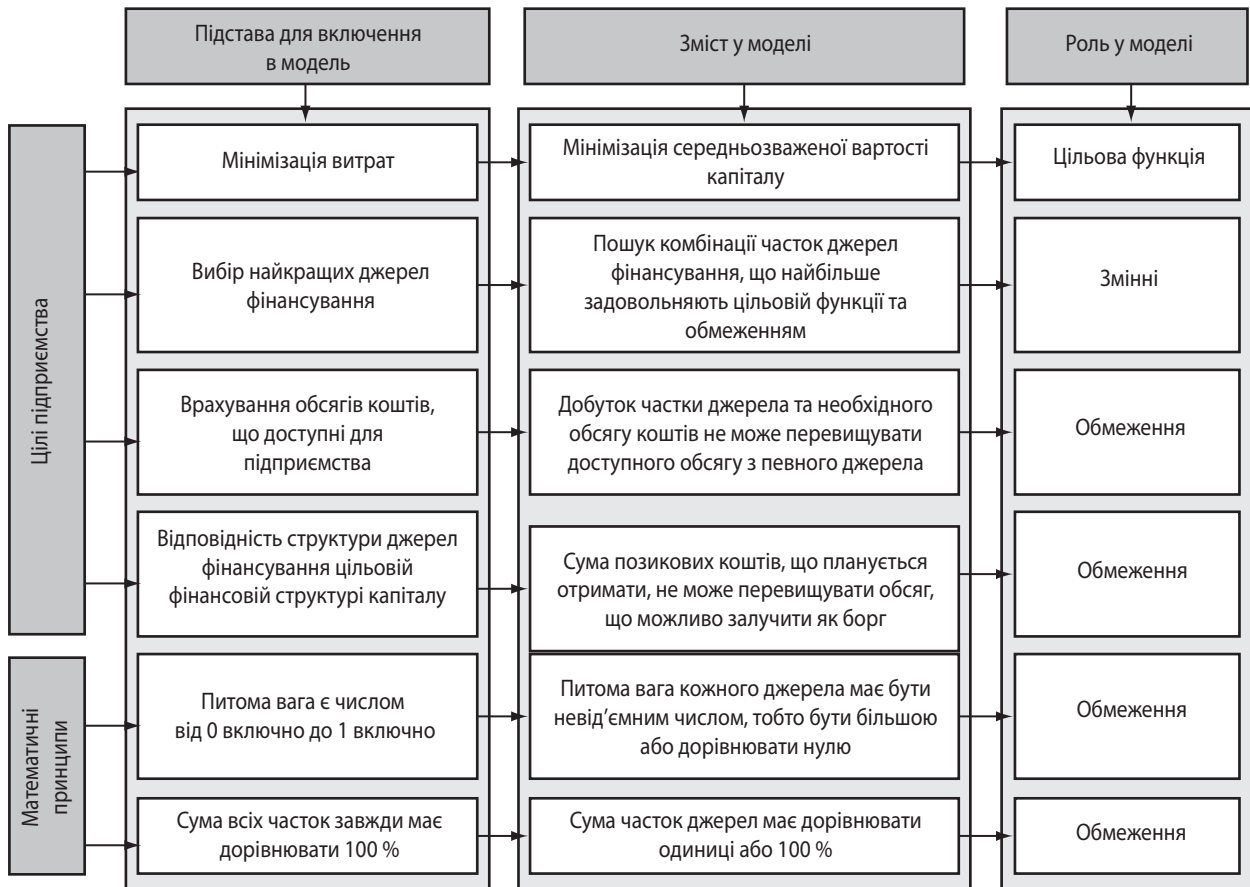 Підстава для включення
в модель
Зміст у моделі
Роль у моделі
Цілі підприємства
Мінімізація витрат
Мінімізація середньозваженої вартості
капіталу
Цільова функція
Вибір найкращих джерел
фінансування
Пошук комбінації часток джерел
фінансування, що найбільше
задовольняють цільовій функції та
обмеженням
Змінні
Врахування обсягів коштів,
що доступні для
підприємства
Добуток частки джерела та необхідного
обсягу коштів не може перевищувати
доступного обсягу з певного джерела
Обмеження
Відповідність структури джерел
фінансування цільовій
фінансовій структурі капіталу
Сума позикових коштів, що планується
отримати, не може перевищувати обсяг,
що можливо залучити як борг
Обмеження
Математичні
принципи
Питома вага є числом
від 0 включно до 1 включно
Питома вага кожного джерела має бути
невід’ємним числом, тобто бути більшою
або дорівнювати нулю
Обмеження
Сума всіх часток завжди має
дорівнювати 100 %
Сума часток джерел має дорівнювати
одиниці або 100 %
Обмеження